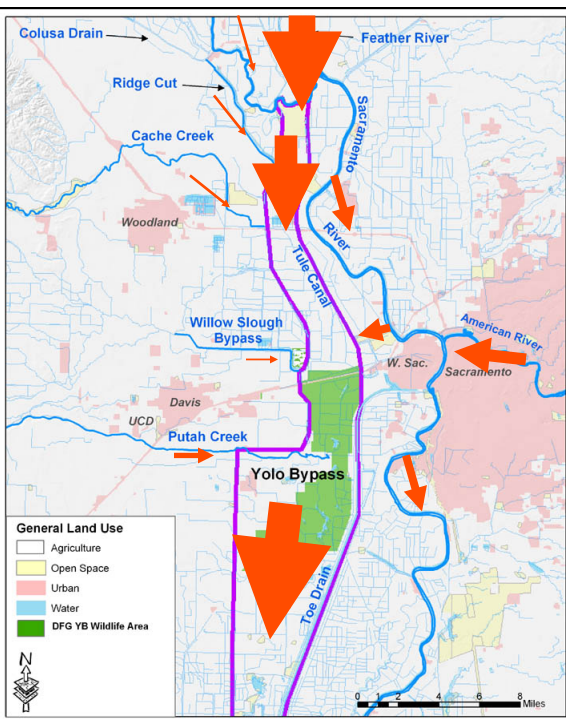 Colusa Drain
Feather River
Ridge Cut
Sacramento
Cache Creek
Woodland
River
Tule Canal
Willow Slough
Bypass
American River
W. Sac.
Sacramento
Davis
UCD
Putah Creek
Yolo Bypass
Toe Drain
General Land Use
Agriculture
Open Space
Urban
Water
DFG YB Wildlife Area
N
0 1 2 4 6 8
Miles